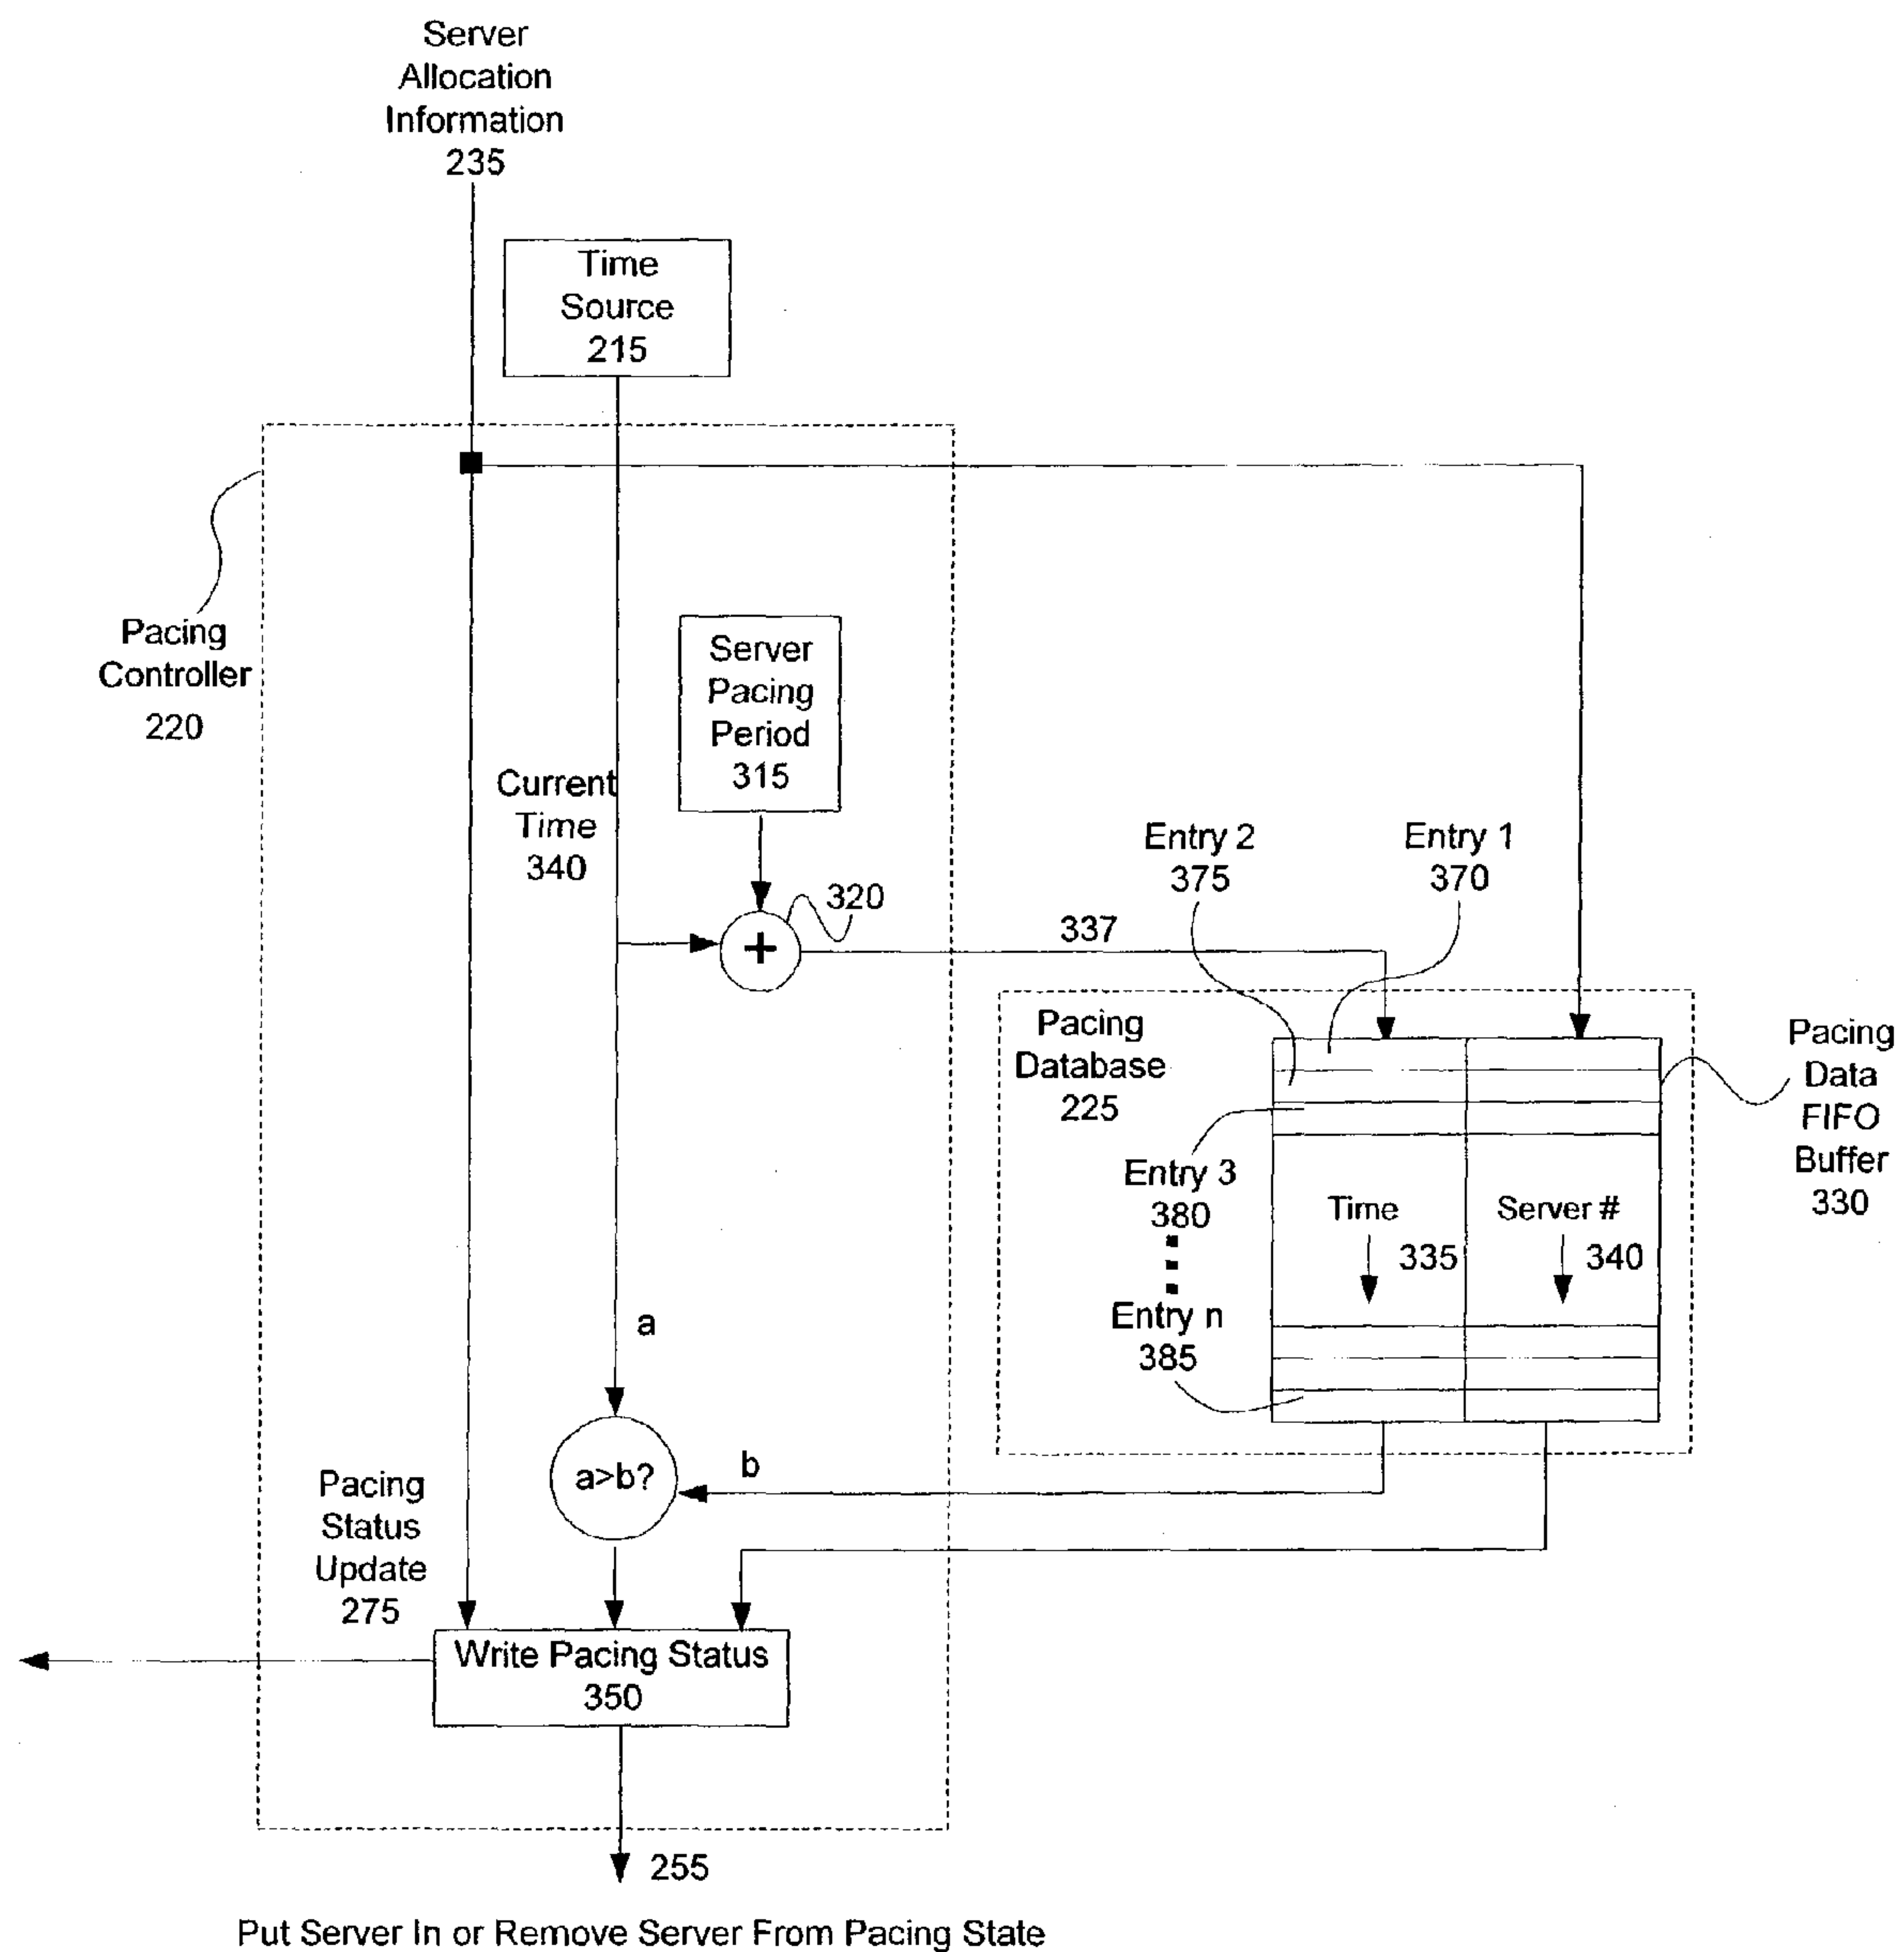 Server
Allocation
Information
235
Time
Source
215
Pacing
Controller
220
Server
Pacing
Period
315
Current
Time
340
320
+
337
Entry 2
375
Entry 1
370
Pacing
Database
225
Pacing
Data
FIFO
Buffer
330
Entry 3
380
Time
335
Server #
340
Entry n
385
a
a>b?
b
Pacing
Status
Update
275
Write Pacing Status
350
255
Put Server In or Remove Server From Pacing State